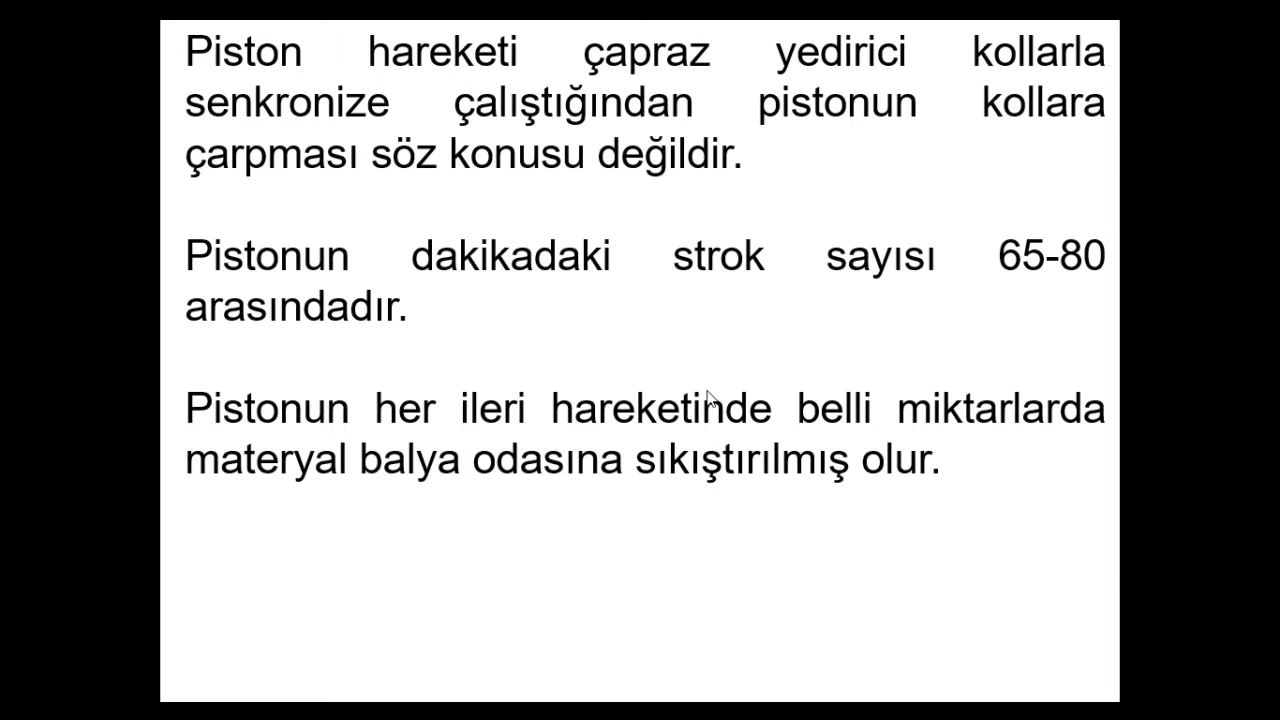 Piston hareketi çapraz yedirici kollarla
senkronize çalıştığından pistonun kollara
çarpması söz konusu değildir.
Pistonun dakikadaki strok sayısı 65-80
arasındadır.
Pistonun her ileri hareketinde belli miktarlarda
materyal balya odasına sıkıştırılmış olur.